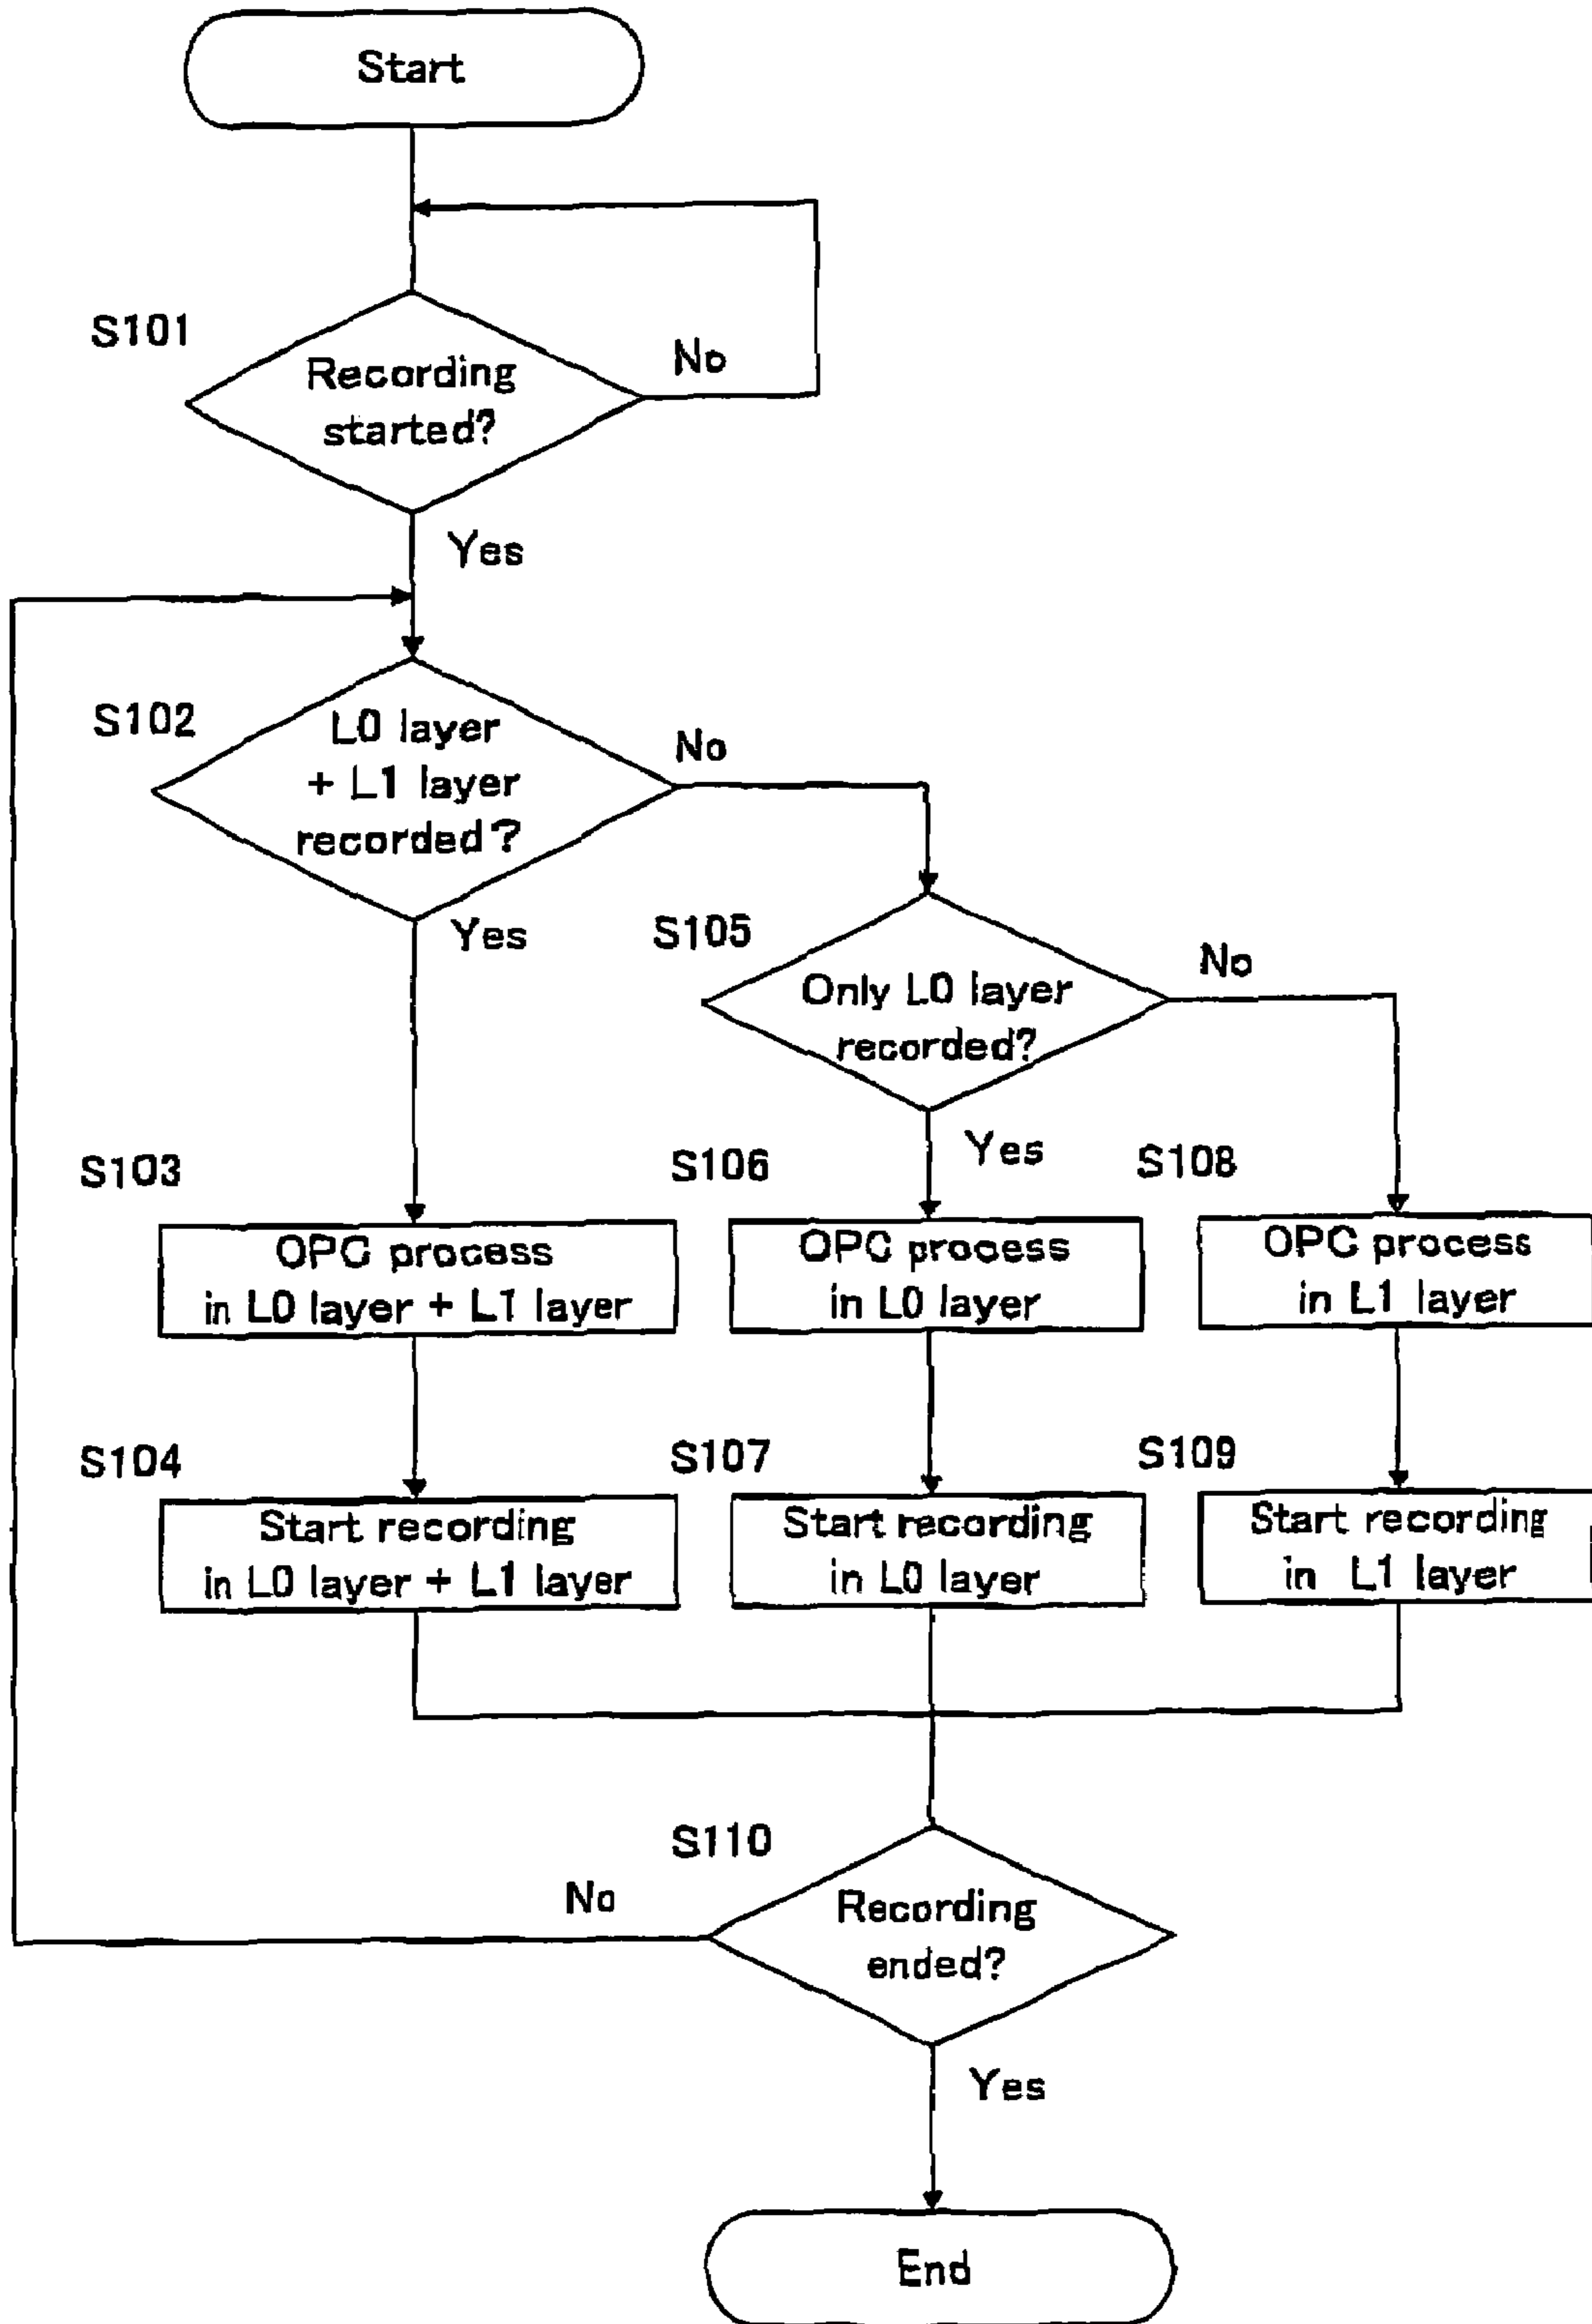 Start
S101
Recording
started?
No
Yes
S102
L0 layer
+ L1 layer
recorded?
No
Yes
S105
Only L0 layer
recorded?
No
Yes
S103
OPC process
in L0 layer + L1 layer
S106
OPC process
in L0 layer
S108
OPC process
in L1 layer
S104
Start recording
in L0 layer + L1 layer
S107
Start recording
in L0 layer
S109
Start recording
in L1 layer
S110
No
Recording
ended?
Yes
End